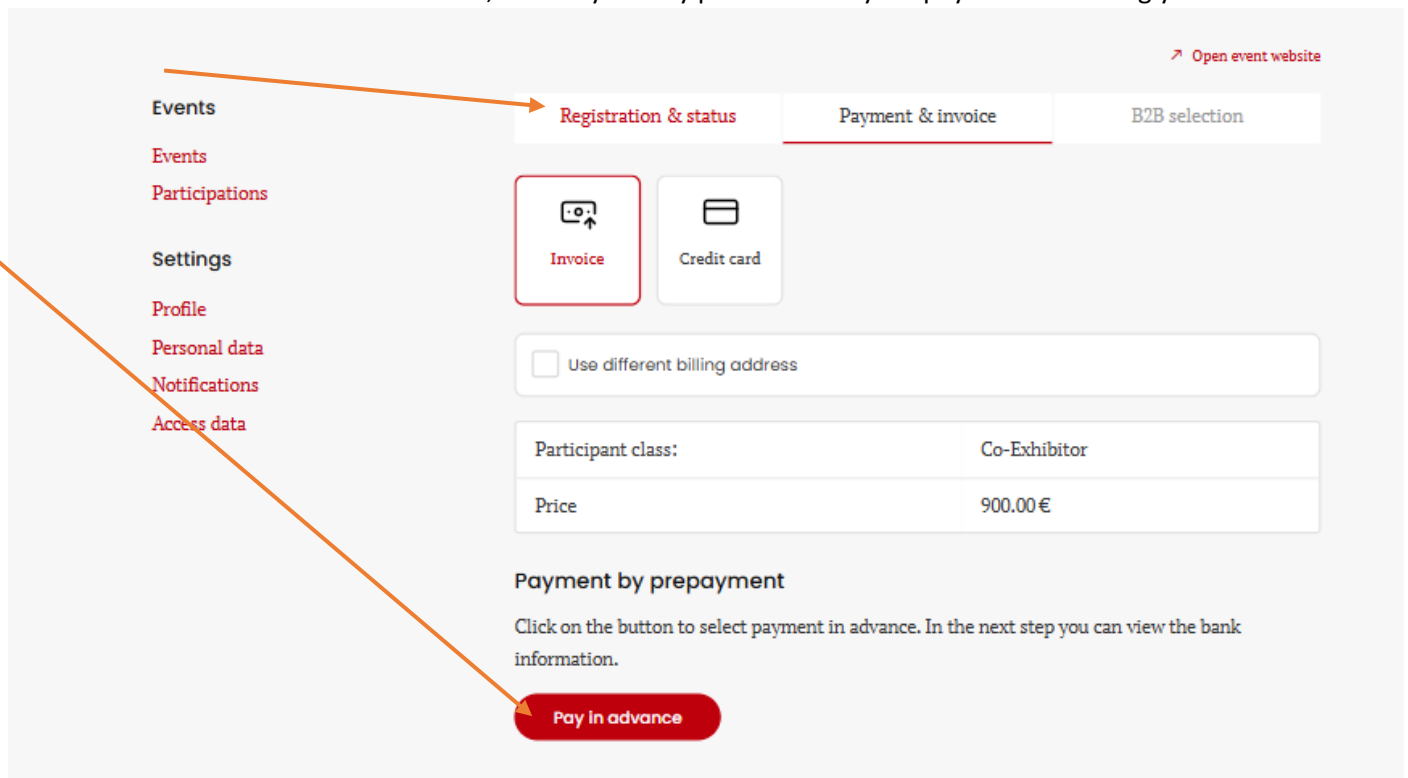 Open event website
Events
Events
Participations
Settings
Profile
Personal data
Notifications
Access data
Registration & status
Payment & invoice
B2B selection
Invoice
Credit card
Use different billing address
Participant class:
Co-Exhibitor
Price
900.00 €
Payment by prepayment
Click on the button to select payment in advance. In the next step you can view the bank
information.
Pay in advance